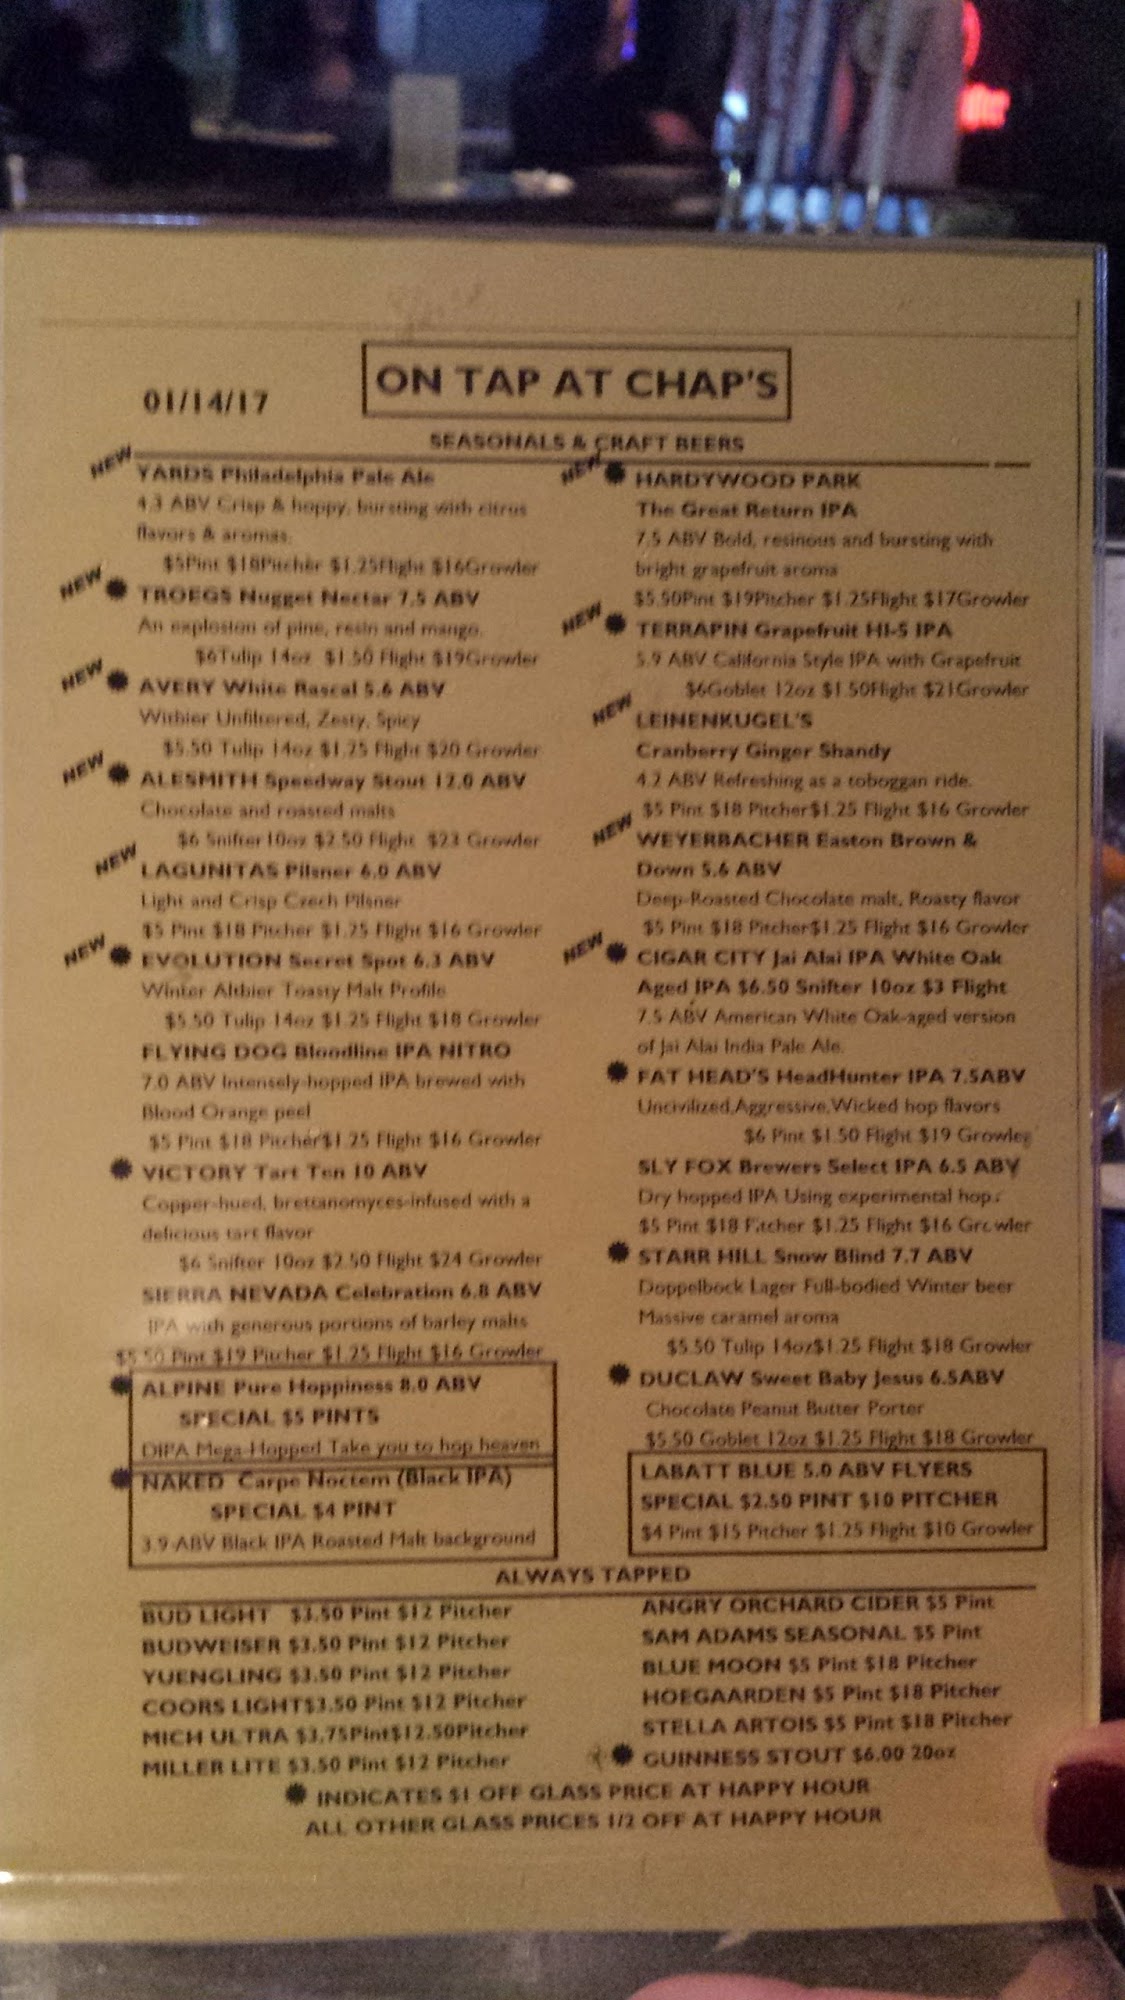 01/14/17
ON TAP AT CHAP'S
SEASONALS & CRAFT BEERS
NEW
YARDS Philadelphia Pale Ale
4.3 ABV Crisp & hoppy, bursting with citrus
flavors & aromas.
$5Pint $18Pitcher $1.25Flight $16Growler
NEW
TROEGS Nugget Nectar 7.5 ABV
An explosion of pine, resin and mango.
$6Tulip 14oz $1.50 Flight $19Growler
NEW
AVERY White Rascal 5.6 ABV
Witbier Unfiltered, Zesty, Spicy
$5.50 Tulip 14oz $1.25 Flight $20 Growler
NEW
ALESMITH Speedway Stout 12.0 ABV
Chocolate and roasted malts
$6 Snifter10oz $2.50 Flight $23 Growler
NEW
LAGUNITAS Pilsner 6.0 ABV
Light and Crisp Czech Pilsner
$5 Pint $18 Pitcher $1.25 Flight $16 Growler
NEW
EVOLUTION Secret Spot 6.3 ABV
Winter Altbier Toasty Malt Profile
$5.50 Tulip 14oz $1.25 Flight $18 Growler
FLYING DOG Bloodline IPA NITRO
7.0 ABV Intensely-hopped IPA brewed with
Blood Orange peel
$5 Pint $18 Pitcher$1.25 Flight $16 Growler
VICTORY Tart Ten 10 ABV
Copper-hued, brettanomyces-infused with a
delicious tart flavor
$6 Snifter 10oz $2.50 Flight $24 Growler
SIERRA NEVADA Celebration 6.8 ABV
IPA with generous portions of barley malts
$5.50 Pint $19 Pitcher $1.25 Flight $16 Growler
ALPINE Pure Hoppiness 8.0 ABV
SPECIAL $5 PINTS
DIPA Mega-Hopped Take you to hop heaven
NAKED Carpe Noctem (Black IPA)
SPECIAL $4 PINT
3.9 ABV Black IPA Roasted Malt background
NEW
HARDYWOOD PARK
The Great Return IPA
7.5 ABV Bold, resinous and bursting with
bright grapefruit aroma
$5.50Pint $19Pitcher $1.25Flight $17Growler
NEW
TERRAPIN Grapefruit HI-5 IPA
5.9 ABV California Style IPA with Grapefruit
$6Goblet 12oz $1.50Flight $21Growler
NEW
LEINENKUGEL'S
Cranberry Ginger Shandy
4.2 ABV Refreshing as a toboggan ride.
$5 Pint $18 Pitcher$1.25 Flight $16 Growler
NEW
WEYERBACHER Easton Brown &
Down 5.6 ABV
Deep-Roasted Chocolate malt, Roasty flavor
$5 Pint $18 Pitcher$1.25 Flight $16 Growler
NEW
CIGAR CITY Jai Alai IPA White Oak
Aged IPA $6.50 Snifter 10oz $3 Flight
7.5 ABV American White Oak-aged version
of Jai Alai India Pale Ale.
FAT HEAD'S HeadHunter IPA 7.5ABV
Uncivilized,Aggressive,Wicked hop flavors
$6 Pint $1.50 Flight $19 Growler
SLY FOX Brewers Select IPA 6.5 ABV
Dry hopped IPA Using experimental hops
$5 Pint $18 Pitcher $1.25 Flight $16 Growler
STARR HILL Snow Blind 7.7 ABV
Doppelbock Lager Full-bodied Winter beer
Massive caramel aroma
$5.50 Tulip 14oz$1.25 Flight $18 Growler
DUCLAW Sweet Baby Jesus 6.5ABV
Chocolate Peanut Butter Porter
$5.50 Goblet 12oz $1.25 Flight $18 Growler
LABATT BLUE 5.0 ABV FLYERS
SPECIAL $2.50 PINT $10 PITCHER
$4 Pint $15 Pitcher $1.25 Flight $10 Growler
ALWAYS TAPPED
BUD LIGHT $3.50 Pint $12 Pitcher
BUDWEISER $3.50 Pint $12 Pitcher
YUENGLING $3.50 Pint $12 Pitcher
COORS LIGHT$3.50 Pint $12 Pitcher
MICH ULTRA $3.75Pint$12.50Pitcher
MILLER LITE $3.50 Pint $12 Pitcher
ANGRY ORCHARD CIDER $5 Pint
SAM ADAMS SEASONAL $5 Pint
BLUE MOON $5 Pint $18 Pitcher
HOEGAARDEN $5 Pint $18 Pitcher
STELLA ARTOIS $5 Pint $18 Pitcher
GUINNESS STOUT $6.00 20oz
INDICATES $1 OFF GLASS PRICE AT HAPPY HOUR
ALL OTHER GLASS PRICES 1/2 OFF AT HAPPY HOUR